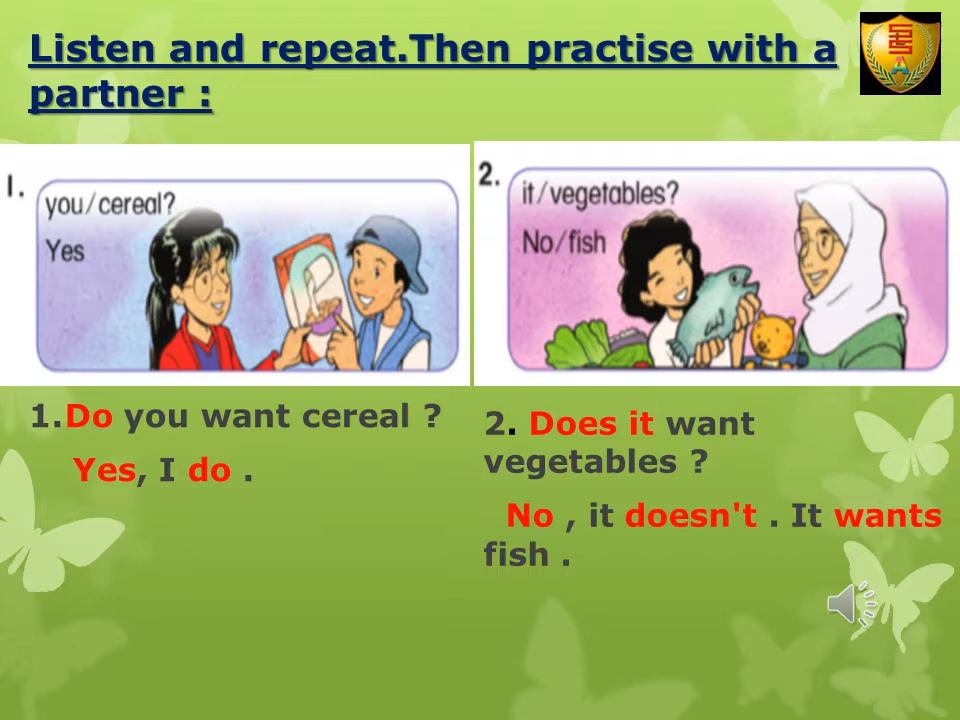 Listen and repeat.Then practise with a
partner :
1.
you/cereal?
Yes
2.
it/vegetables?
No/fish
1.Do you want cereal ?
Yes, I do .
2. Does it want
vegetables ?
No , it doesn't . It wants
fish .